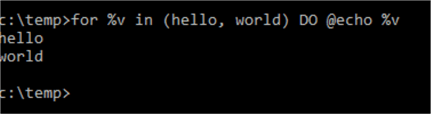 c:\temp>for %v in (hello, world) DO @echo %v
hello
world
c:\temp>